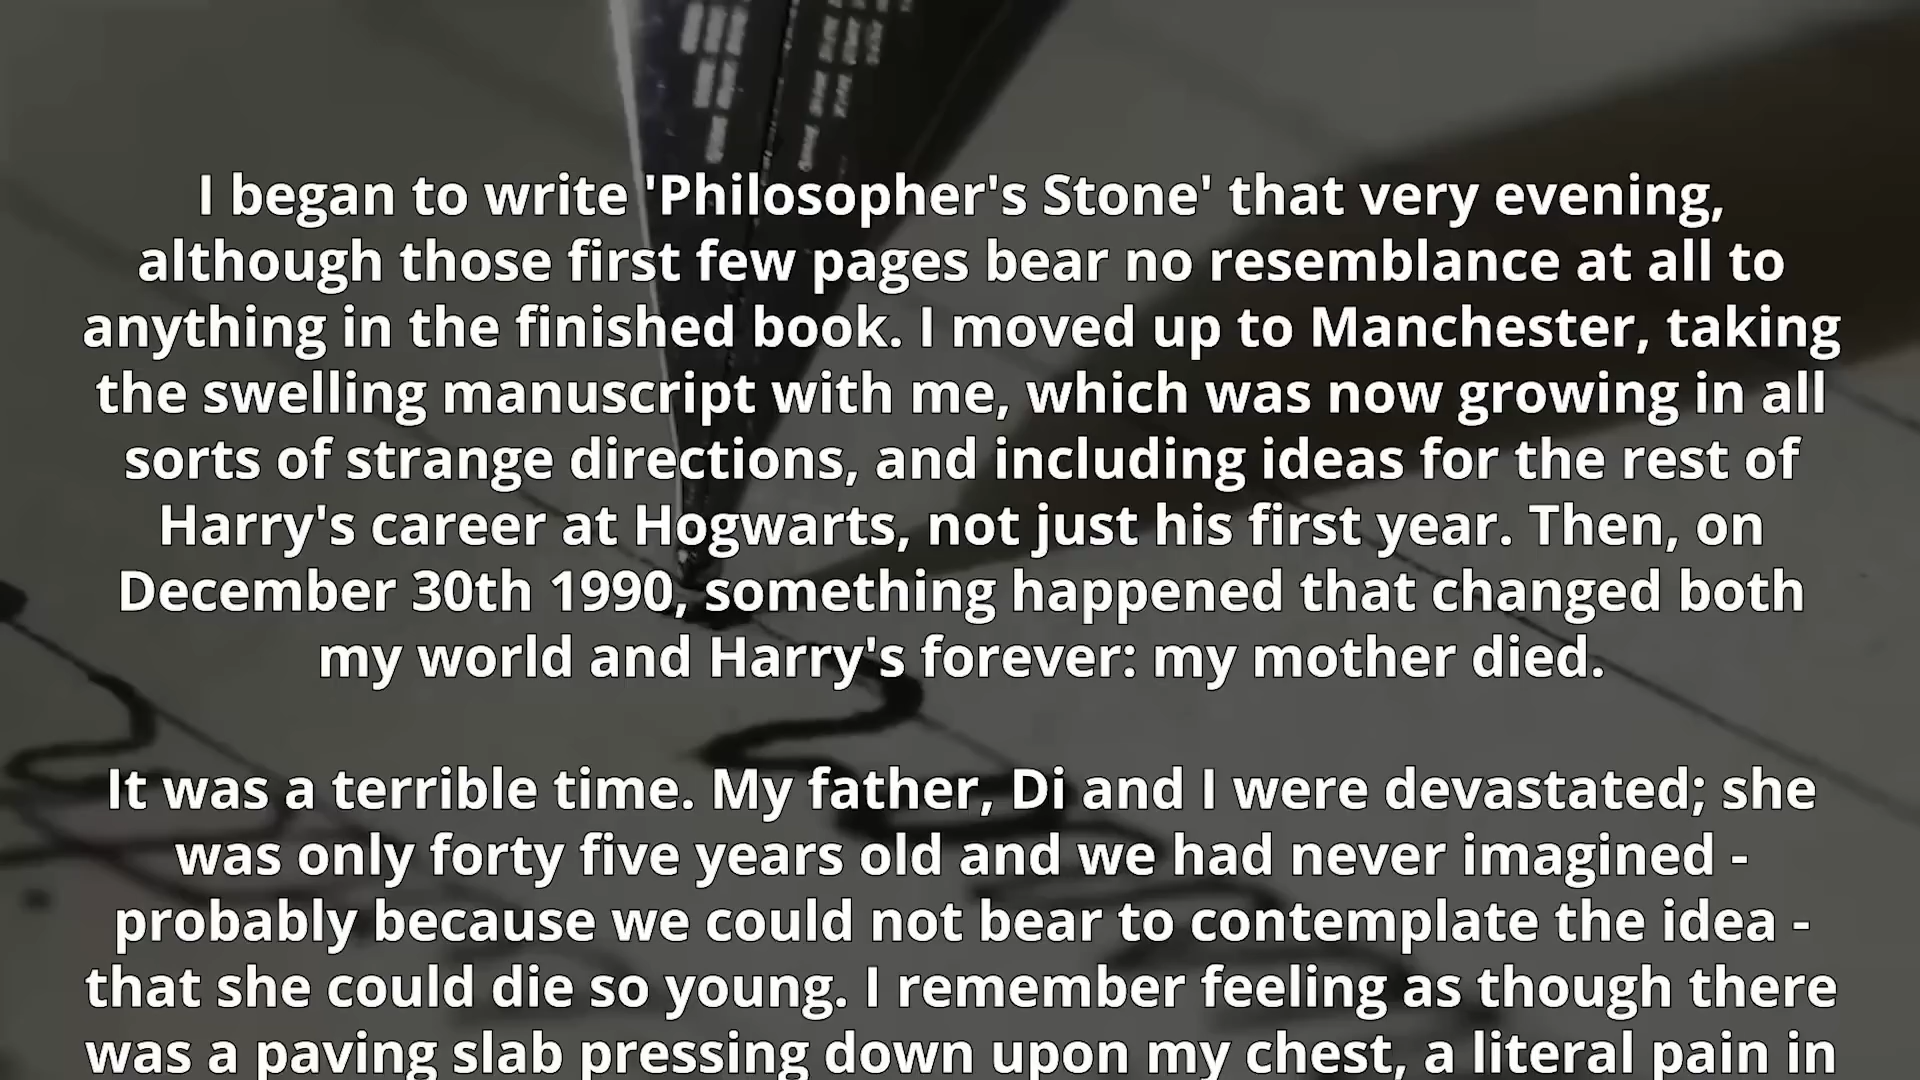 I began to write 'Philosopher's Stone' that very evening,
although those first few pages bear no resemblance at all to
anything in the finished book. I moved up to Manchester, taking
the swelling manuscript with me, which was now growing in all
sorts of strange directions, and including ideas for the rest of
Harry's career at Hogwarts, not just his first year. Then, on
December 30th 1990, something happened that changed both
my world and Harry's forever: my mother died.
It was a terrible time. My father, Di and I were devastated; she
was only forty five years old and we had never imagined -
probably because we could not bear to contemplate the idea -
that she could die so young. I remember feeling as though there
was a paving slab pressing down upon my chest, a literal pain in